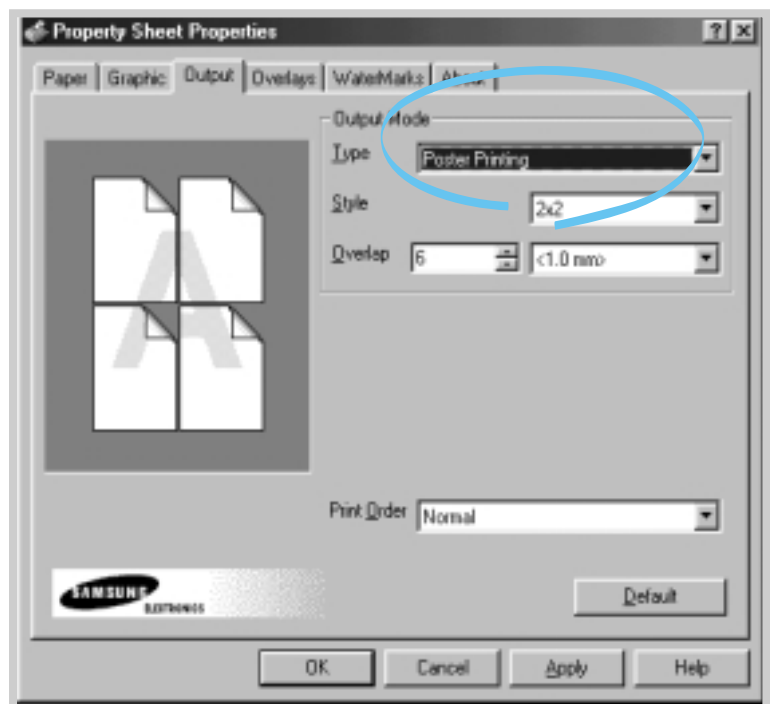 Property Sheet Properties
Paper Graphic Output Overlays WaterMarks About
Output Mode
Type Poster Printing
Style 2x2
Overlap 6 <1.0 mm>
A
Print Order Normal
SAMSUNG
ELECTRONICS
Default
OK Cancel Apply Help